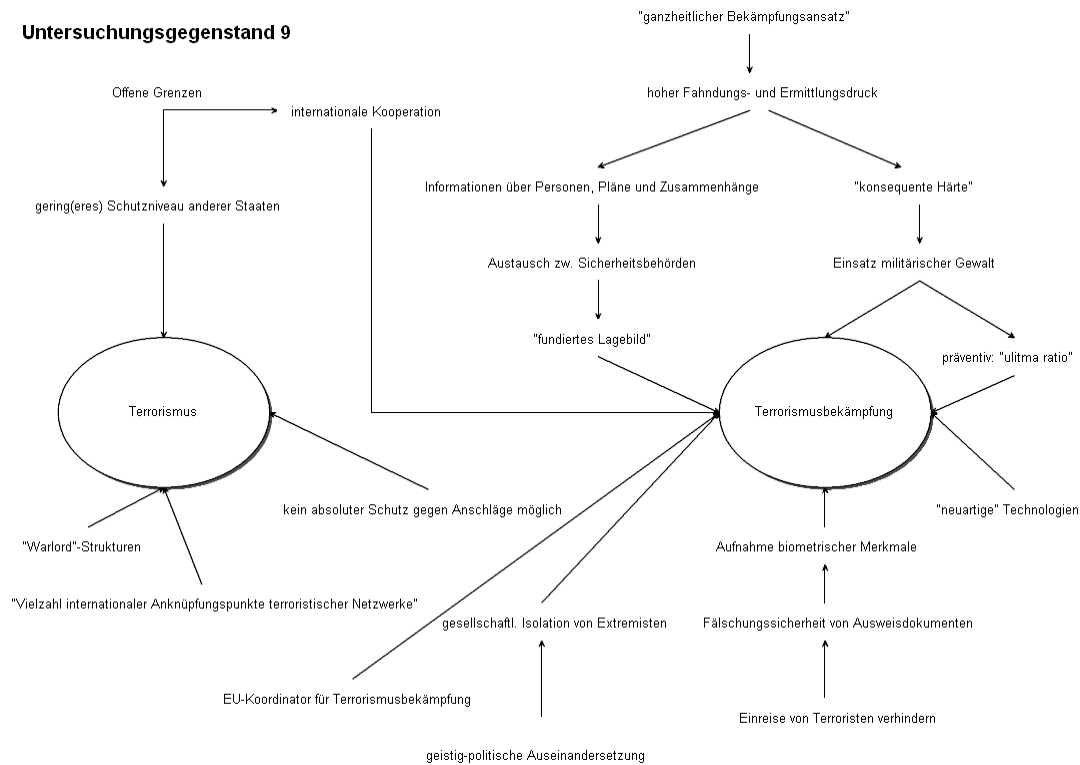 Untersuchungsgegenstand 9
"ganzheitlicher Bekämpfungsansatz"
Offene Grenzen
hoher Fahndungs- und Ermittlungsdruck
internationale Kooperation
Informationen über Personen, Pläne und Zusammenhänge
"konsequente Härte"
gering(eres) Schutzniveau anderer Staaten
Austausch zw. Sicherheitsbehörden
Einsatz militärischer Gewalt
"fundiertes Lagebild"
präventiv: "ulitma ratio"
Terrorismus
Terrorismusbekämpfung
kein absoluter Schutz gegen Anschläge möglich
"neuartige" Technologien
"Warlord"-Strukturen
Aufnahme biometrischer Merkmale
"Vielzahl internationaler Anknüpfungspunkte terroristischer Netzwerke"
gesellschaftl. Isolation von Extremisten
Fälschungssicherheit von Ausweisdokumenten
EU-Koordinator für Terrorismusbekämpfung
Einreise von Terroristen verhindern
geistig-politische Auseinandersetzung